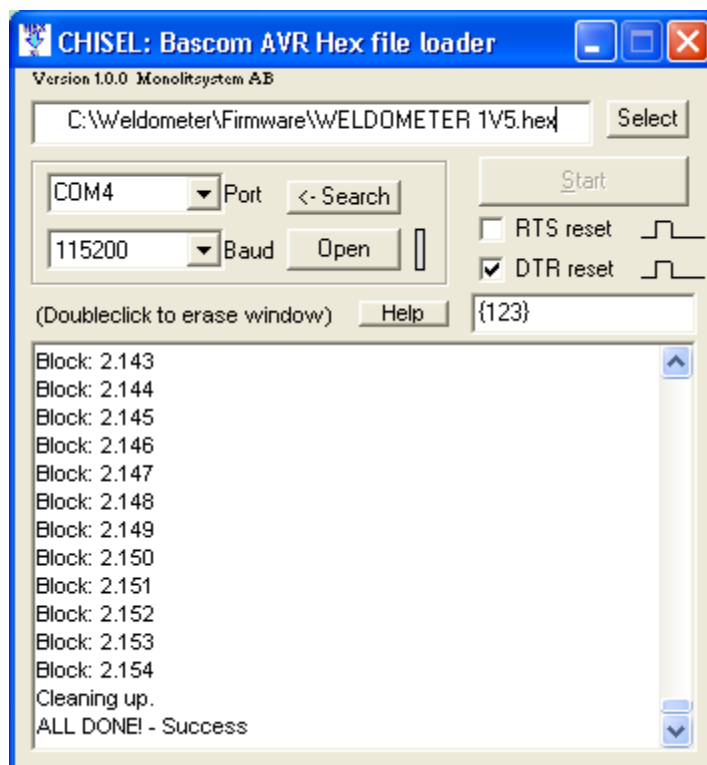 CHISEL: Bascom AVR Hex file loader
Version 1.0.0 Monolitsystem AB
C:\Weldometer\Firmware\WELDOMETER 1V5.hex
Select
COM4 Port <- Search
Start
115200 Baud Open
RTS reset
DTR reset
(Doubleclick to erase window) Help {123}
Block: 2.143
Block: 2.144
Block: 2.145
Block: 2.146
Block: 2.147
Block: 2.148
Block: 2.149
Block: 2.150
Block: 2.151
Block: 2.152
Block: 2.153
Block: 2.154
Cleaning up.
ALL DONE! - Success